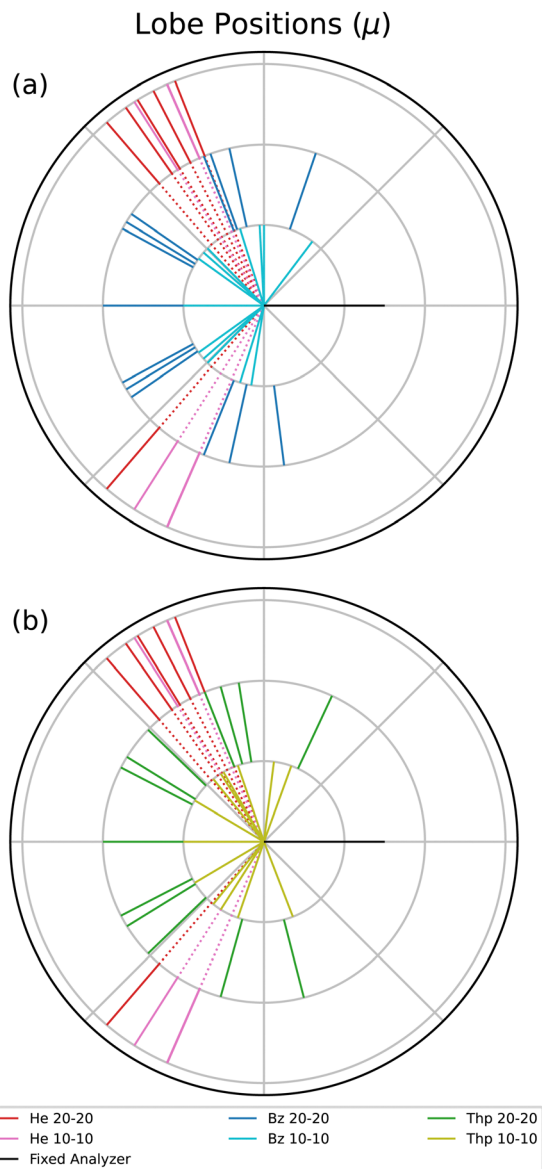 Lobe Positions (μ)
(a)
(b)
He 20-20 Bz 20-20 Thp 20-20
He 10-10 Bz 10-10 Thp 10-10
Fixed Analyzer